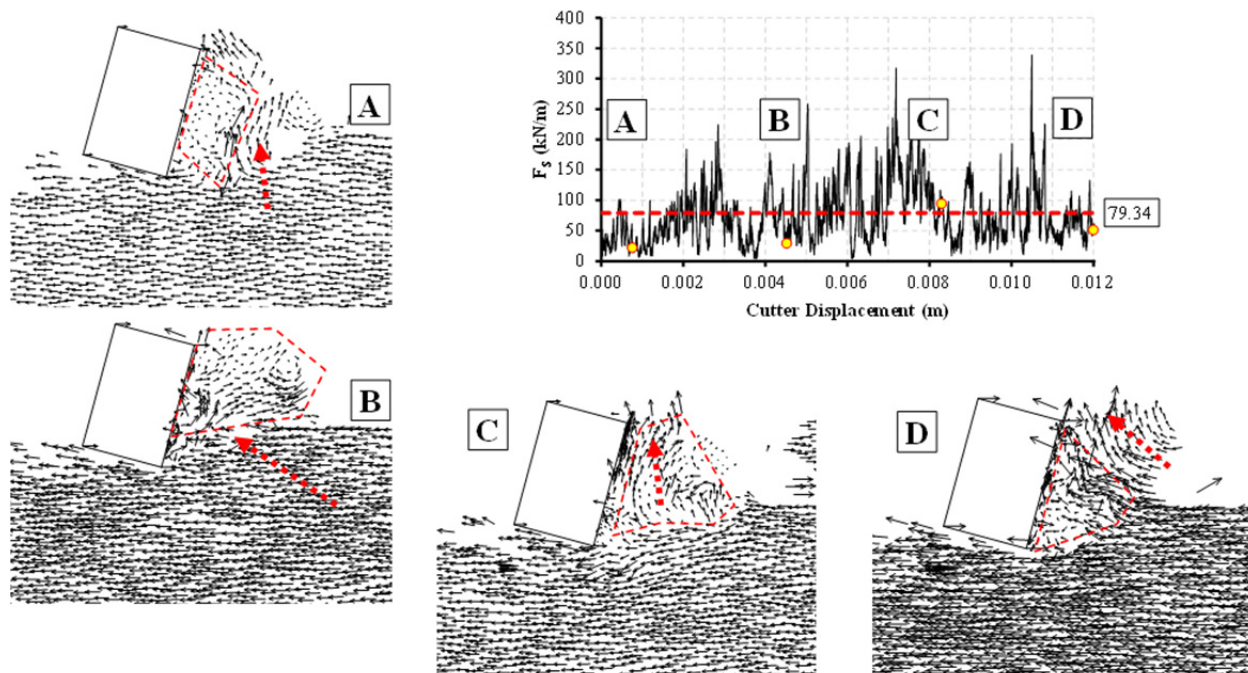 A
B
C
D
400
350
300
250
200
150
100
50
0
F_s (kN/m)
A
B
C
D
79.34
0.000 0.002 0.004 0.006 0.008 0.010 0.012
Cutter Displacement (m)